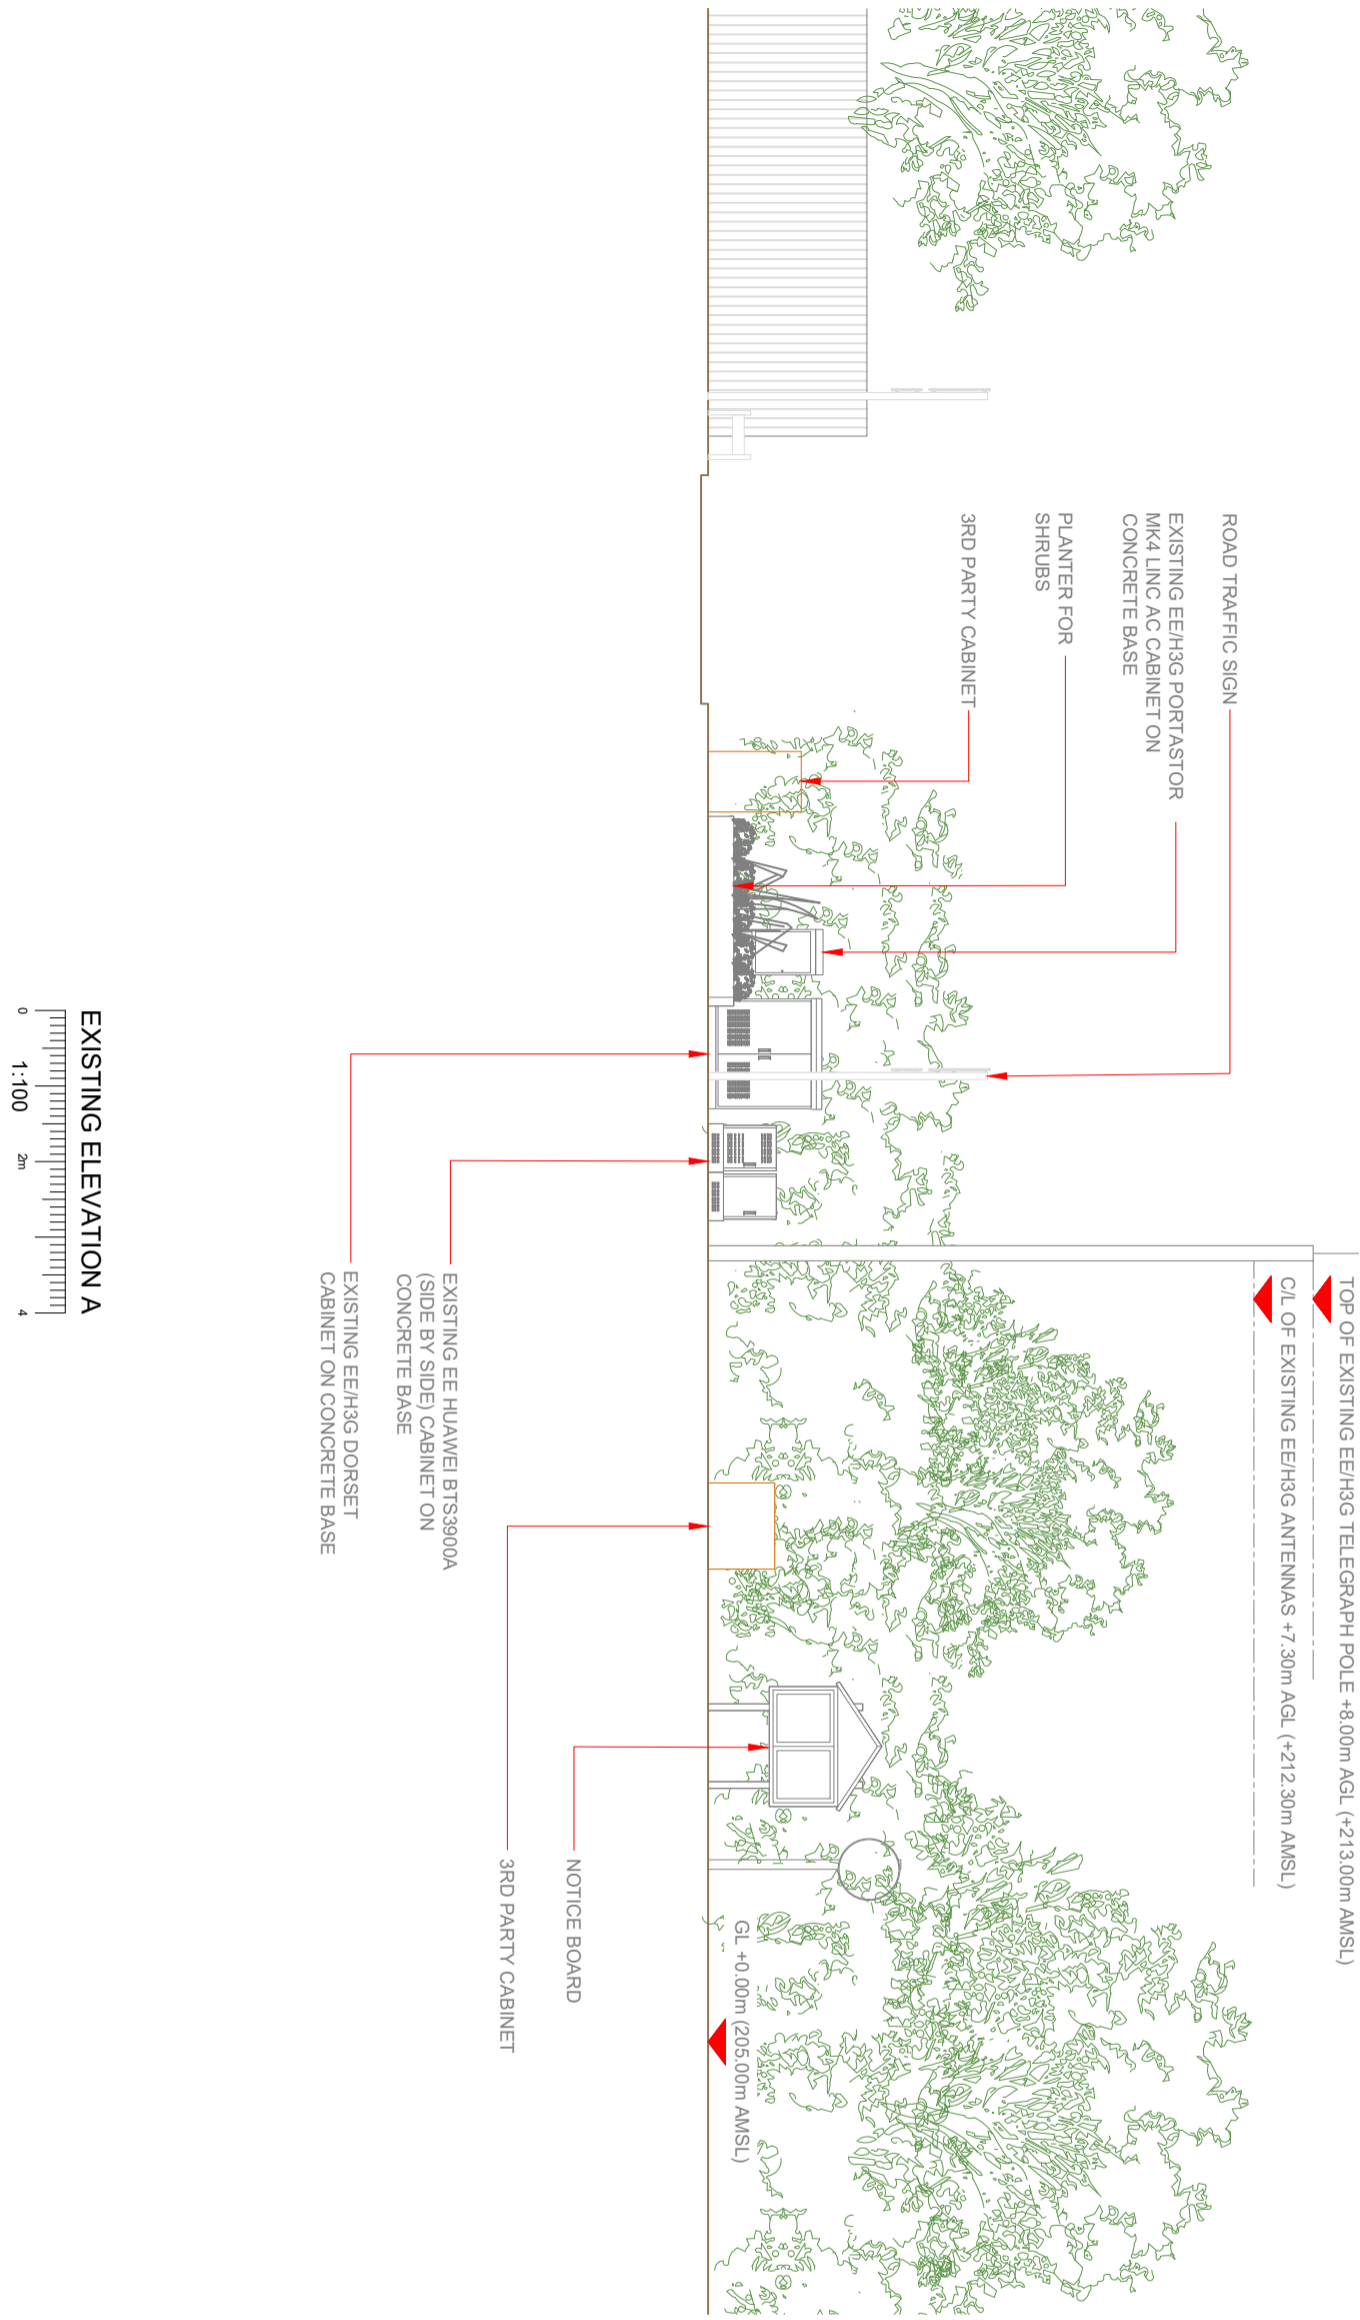 TOP OF EXISTING EE/H3G TELEGRAPH POLE +8.00m AGL (+213.00m AMSL)
C/L OF EXISTING EE/H3G ANTENNAS +7.30m AGL (+212.30m AMSL)
ROAD TRAFFIC SIGN
EXISTING EE/H3G PORTASTOR
MK4 LINC AC CABINET ON
CONCRETE BASE
PLANTER FOR
SHRUBS
3RD PARTY CABINET
GL +0.00m (205.00m AMSL)
NOTICE BOARD
3RD PARTY CABINET
EXISTING EE HUAWEI BTS3900A
(SIDE BY SIDE) CABINET ON
CONCRETE BASE
EXISTING EE/H3G DORSET
CABINET ON CONCRETE BASE
EXISTING ELEVATION A
0 2m 4
1:100